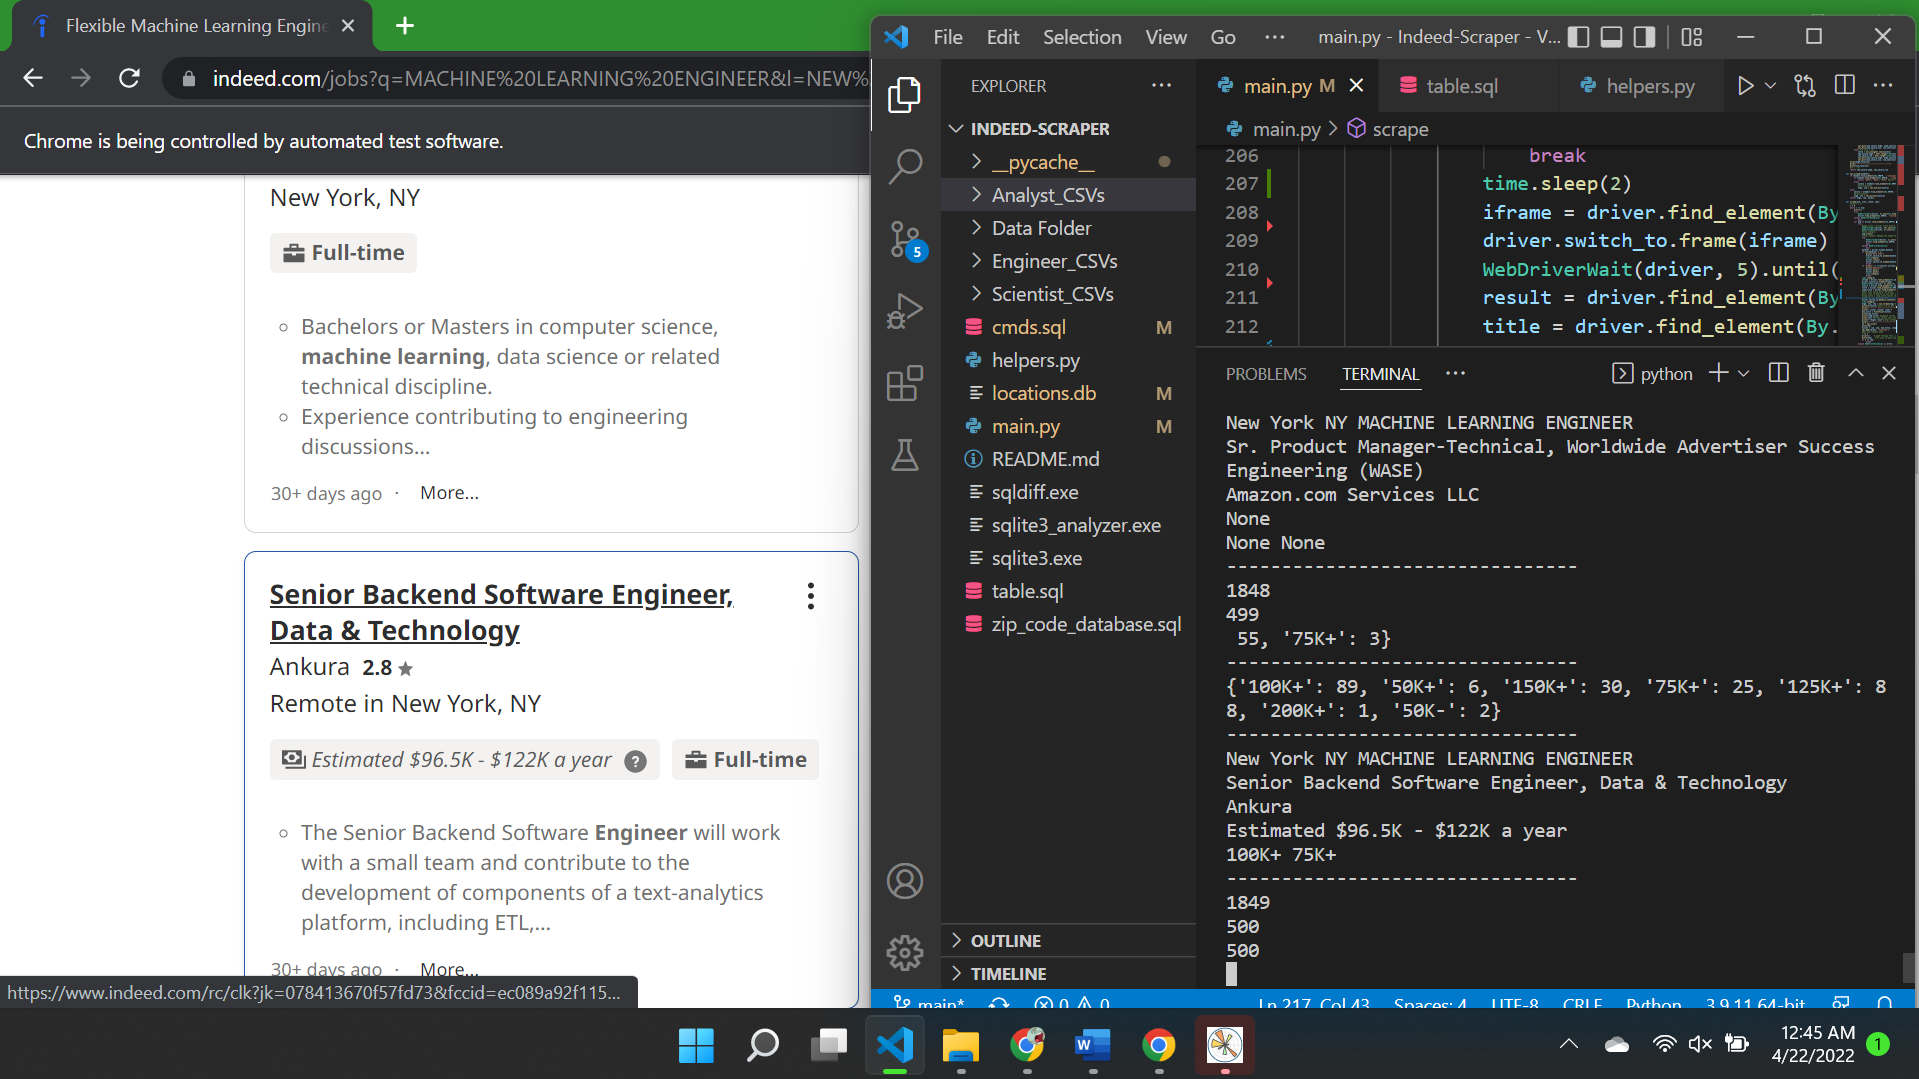 Flexible Machine Learning Engine
indeed.com/jobs?q=MACHINE%20LEARNING%20ENGINEER&l=NEW%
Chrome is being controlled by automated test software.
New York, NY
Full-time
Bachelors or Masters in computer science,
machine learning, data science or related
technical discipline.
Experience contributing to engineering
discussions...
30+ days ago · More...
Senior Backend Software Engineer,
Data & Technology
Ankura 2.8
Remote in New York, NY
Estimated $96.5K - $122K a year ? Full-time
The Senior Backend Software Engineer will work
with a small team and contribute to the
development of components of a text-analytics
platform, including ETL,...
30+ days ago · More...
https://www.indeed.com/rc/clk?jk=078413670f57fd73&fccid=ec089a92f115...
File Edit Selection View Go ··· main.py - Indeed-Scraper - V...
5
EXPLORER ···
INDEED-SCRAPER
__pycache__
Analyst_CSVs
Data Folder
Engineer_CSVs
Scientist_CSVs
cmds.sql M
helpers.py
locations.db M
main.py M
README.md
sqldiff.exe
sqlite3_analyzer.exe
sqlite3.exe
table.sql
zip_code_database.sql
OUTLINE
TIMELINE
main.py M table.sql helpers.py ···
main.py > scrape
206 break
207 time.sleep(2)
208 iframe = driver.find_element(By
209 driver.switch_to.frame(iframe)
210 WebDriverWait(driver, 5).until(
211 result = driver.find_element(By
212 title = driver.find_element(By.
PROBLEMS TERMINAL ··· python
New York NY MACHINE LEARNING ENGINEER
Sr. Product Manager-Technical, Worldwide Advertiser Success
Engineering (WASE)
Amazon.com Services LLC
None
None None
--------------------------------
1848
499
55, '75K+': 3}
--------------------------------
{'100K+': 89, '50K+': 6, '150K+': 30, '75K+': 25, '125K+': 8
8, '200K+': 1, '50K-': 2}
--------------------------------
New York NY MACHINE LEARNING ENGINEER
Senior Backend Software Engineer, Data & Technology
Ankura
Estimated $96.5K - $122K a year
100K+ 75K+
--------------------------------
1849
500
500
main* 0 0 Ln 217, Col 43 Spaces: 4 UTF-8 CRLF Python 3.9.11 64-bit
W
12:45 AM
4/22/2022
1